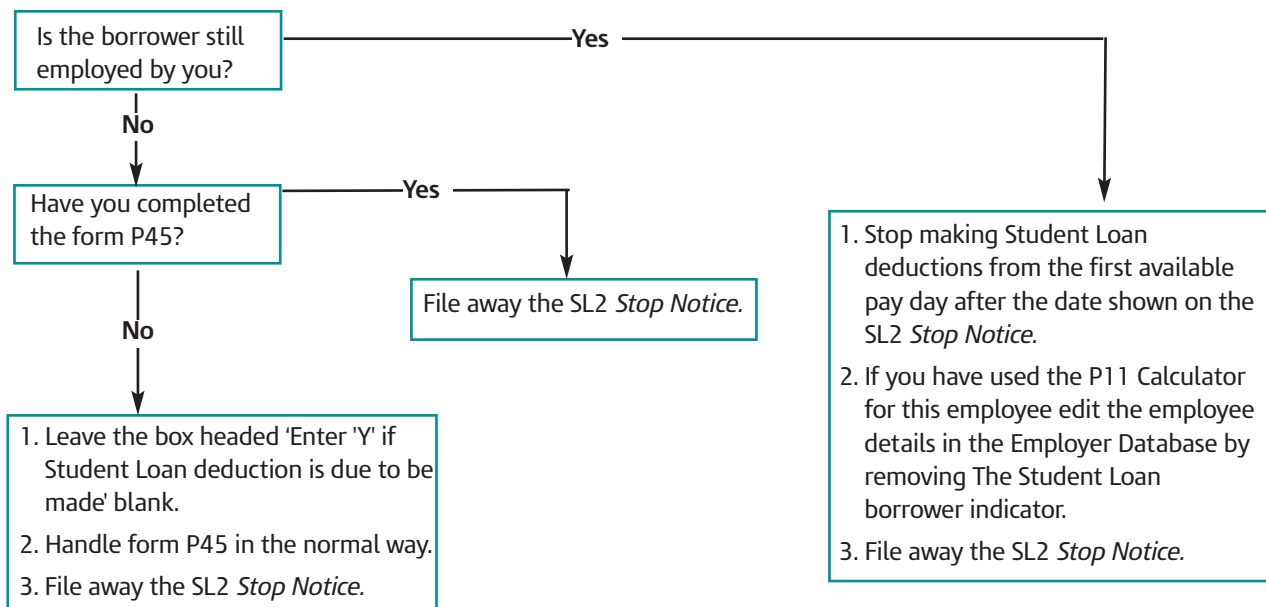 Is the borrower still
employed by you?
Yes
No
Have you completed
the form P45?
Yes
File away the SL2 Stop Notice.
No
1. Leave the box headed ‘Enter 'Y' if
Student Loan deduction is due to be
made' blank.
2. Handle form P45 in the normal way.
3. File away the SL2 Stop Notice.
1. Stop making Student Loan
deductions from the first available
pay day after the date shown on the
SL2 Stop Notice.
2. If you have used the P11 Calculator
for this employee edit the employee
details in the Employer Database by
removing The Student Loan
borrower indicator.
3. File away the SL2 Stop Notice.